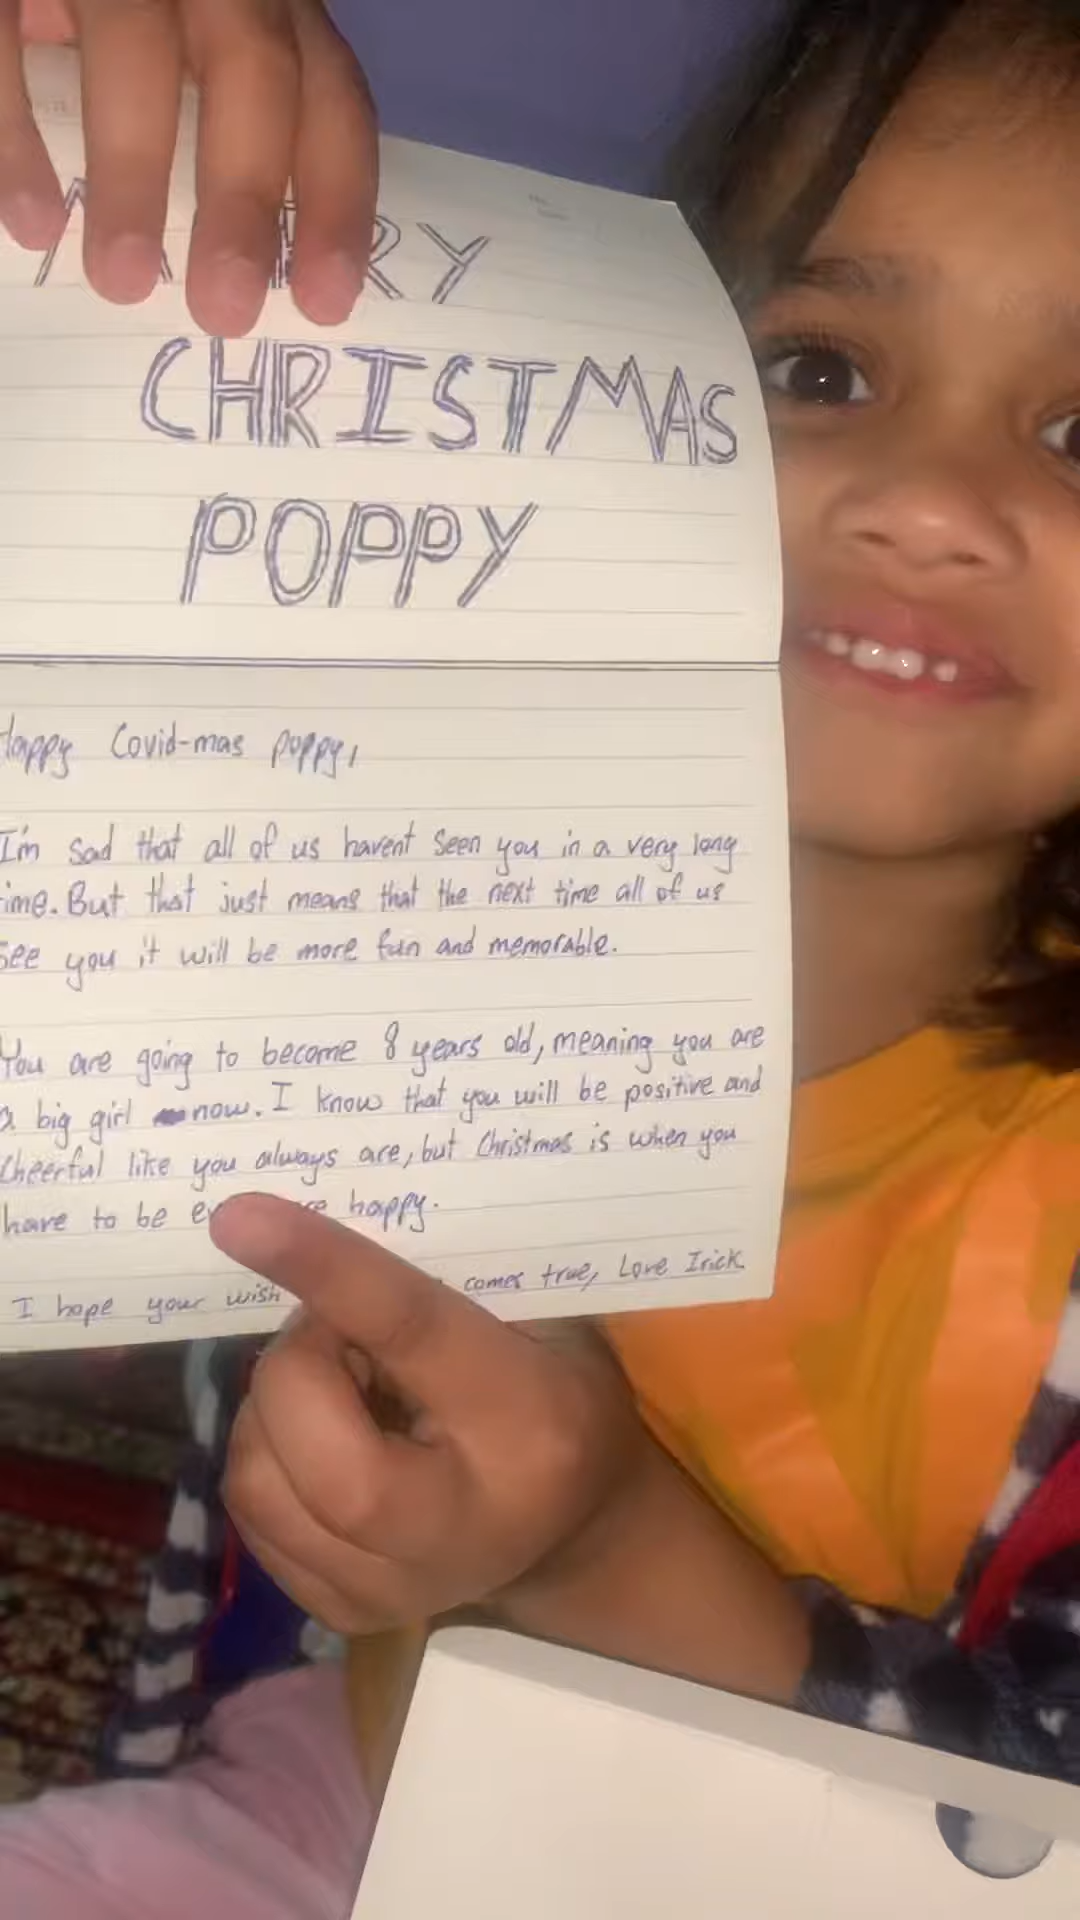 CHRISTMAS
POPPY
Happy Covid-mas poppy,
I'm sad that all of us havent seen you in a very long
time. But that just means that the next time all of us
see you it will be more fun and memorable.
You are going to become 8 years old, meaning you are
a big girl now. I know that you will be positive and
cheerful like you always are, but Christmas is when you
have to be happy.
I hope your wish comes true, Love Irick